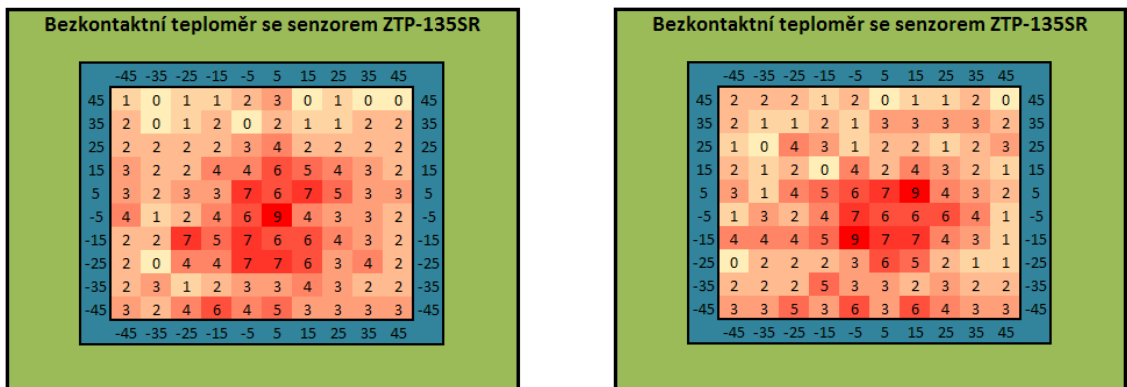 Bezkontaktní teploměr se senzorem ZTP-135SR
-45 -35 -25 -15 -5 5 15 25 35 45
45 1 0 1 1 2 3 0 1 0 0 45
35 2 0 1 2 0 2 1 1 2 2 35
25 2 2 2 2 3 4 2 2 2 2 25
15 3 2 2 4 4 6 5 4 3 2 15
5 3 2 3 3 7 6 7 5 3 3 5
-5 4 1 2 4 6 9 4 3 3 2 -5
-15 2 2 7 5 7 6 6 4 3 2 -15
-25 2 0 4 4 7 7 6 3 4 2 -25
-35 2 3 1 2 3 3 4 3 2 2 -35
-45 3 2 4 6 4 5 3 3 3 3 -45
-45 -35 -25 -15 -5 5 15 25 35 45
Bezkontaktní teploměr se senzorem ZTP-135SR
-45 -35 -25 -15 -5 5 15 25 35 45
45 2 2 2 1 2 0 1 1 2 0 45
35 2 1 1 2 1 3 3 3 3 2 35
25 1 0 4 3 1 2 2 1 2 3 25
15 2 1 2 0 4 2 4 3 2 1 15
5 3 1 4 5 6 7 9 4 3 2 5
-5 1 3 2 4 7 6 6 6 4 1 -5
-15 4 4 4 5 9 7 7 4 3 1 -15
-25 0 2 2 2 3 6 5 2 1 1 -25
-35 2 2 2 5 3 3 2 3 2 2 -35
-45 3 3 5 3 6 3 6 4 3 3 -45
-45 -35 -25 -15 -5 5 15 25 35 45